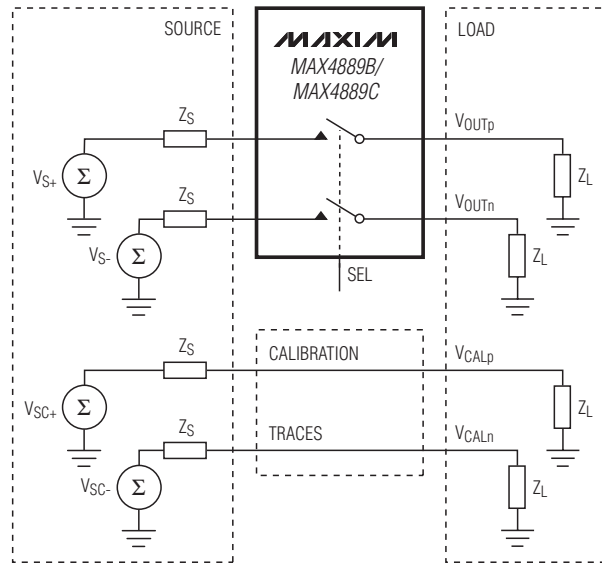 SOURCE
MAXIM
LOAD
MAX4889B/
MAX4889C
ZS
VOUTp
VS+
Σ
ZL
ZS
VOUTn
VS-
Σ
ZL
SEL
ZS
CALIBRATION
VCALp
VSC+
Σ
ZL
ZS
TRACES
VCALn
VSC-
Σ
ZL